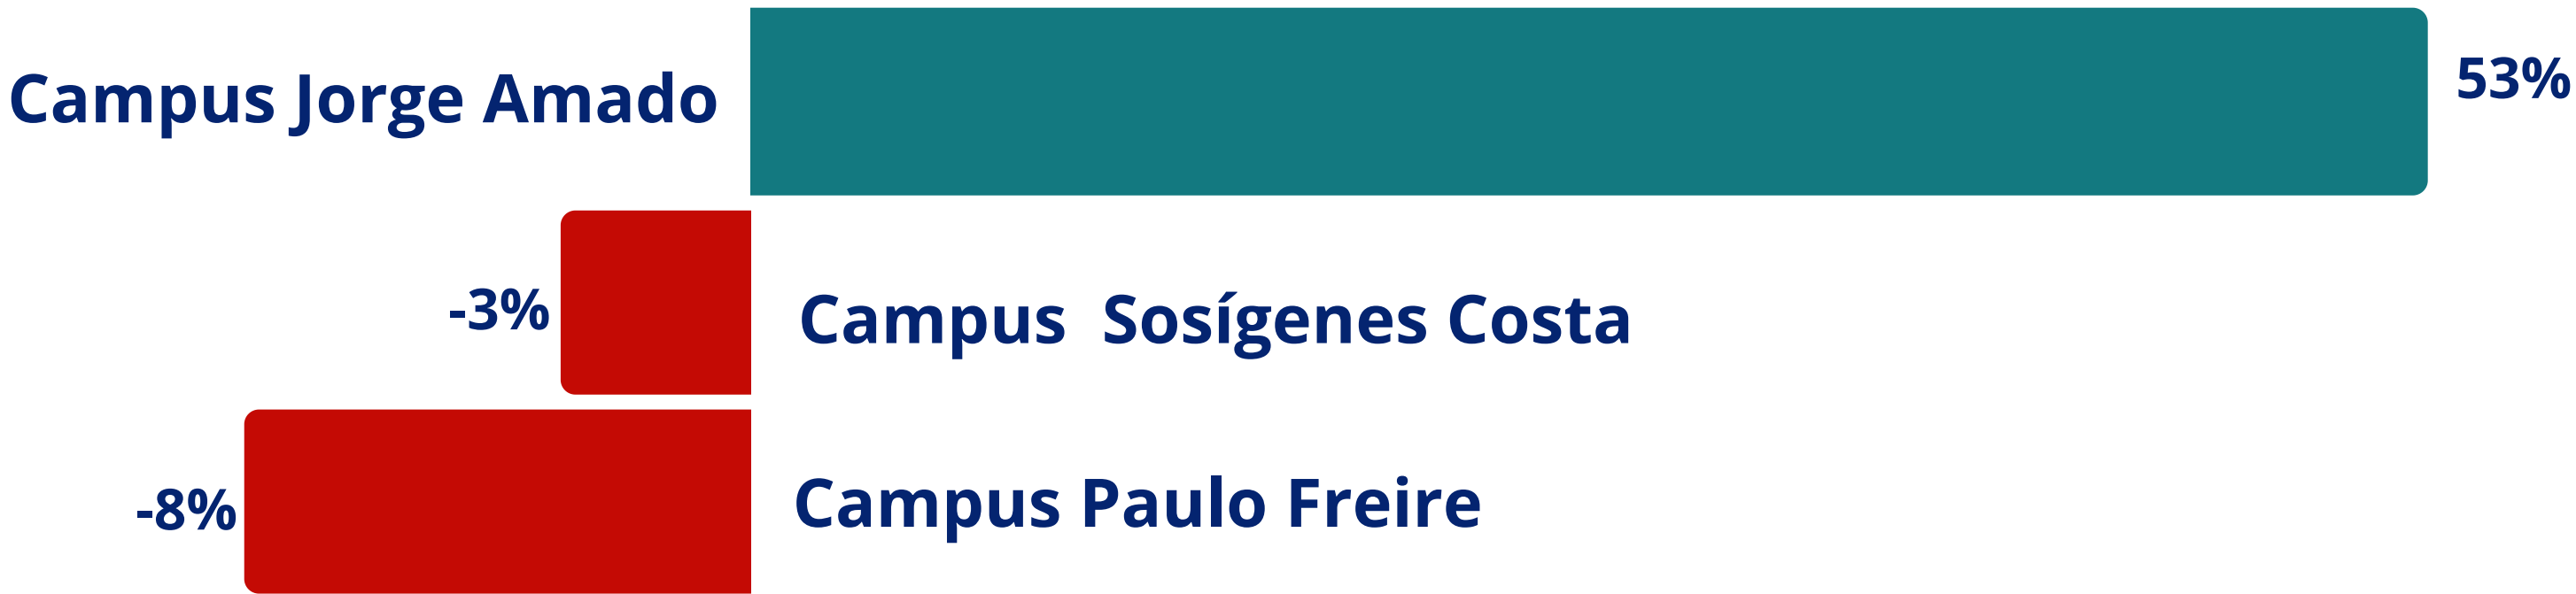 Campus Jorge Amado 53%
-3% Campus  Sosígenes Costa
-8% Campus Paulo Freire